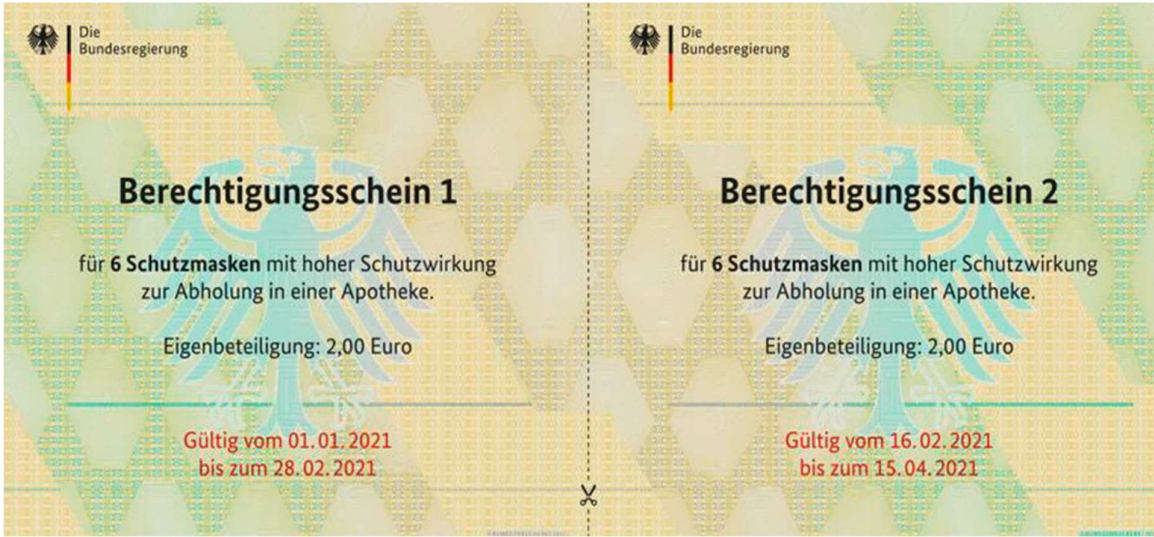 Die
Bundesregierung
Berechtigungsschein 1
für 6 Schutzmasken mit hoher Schutzwirkung
zur Abholung in einer Apotheke.
Eigenbeteiligung: 2,00 Euro
Gültig vom 01.01.2021
bis zum 28.02.2021
Die
Bundesregierung
Berechtigungsschein 2
für 6 Schutzmasken mit hoher Schutzwirkung
zur Abholung in einer Apotheke.
Eigenbeteiligung: 2,00 Euro
Gültig vom 16.02.2021
bis zum 15.04.2021